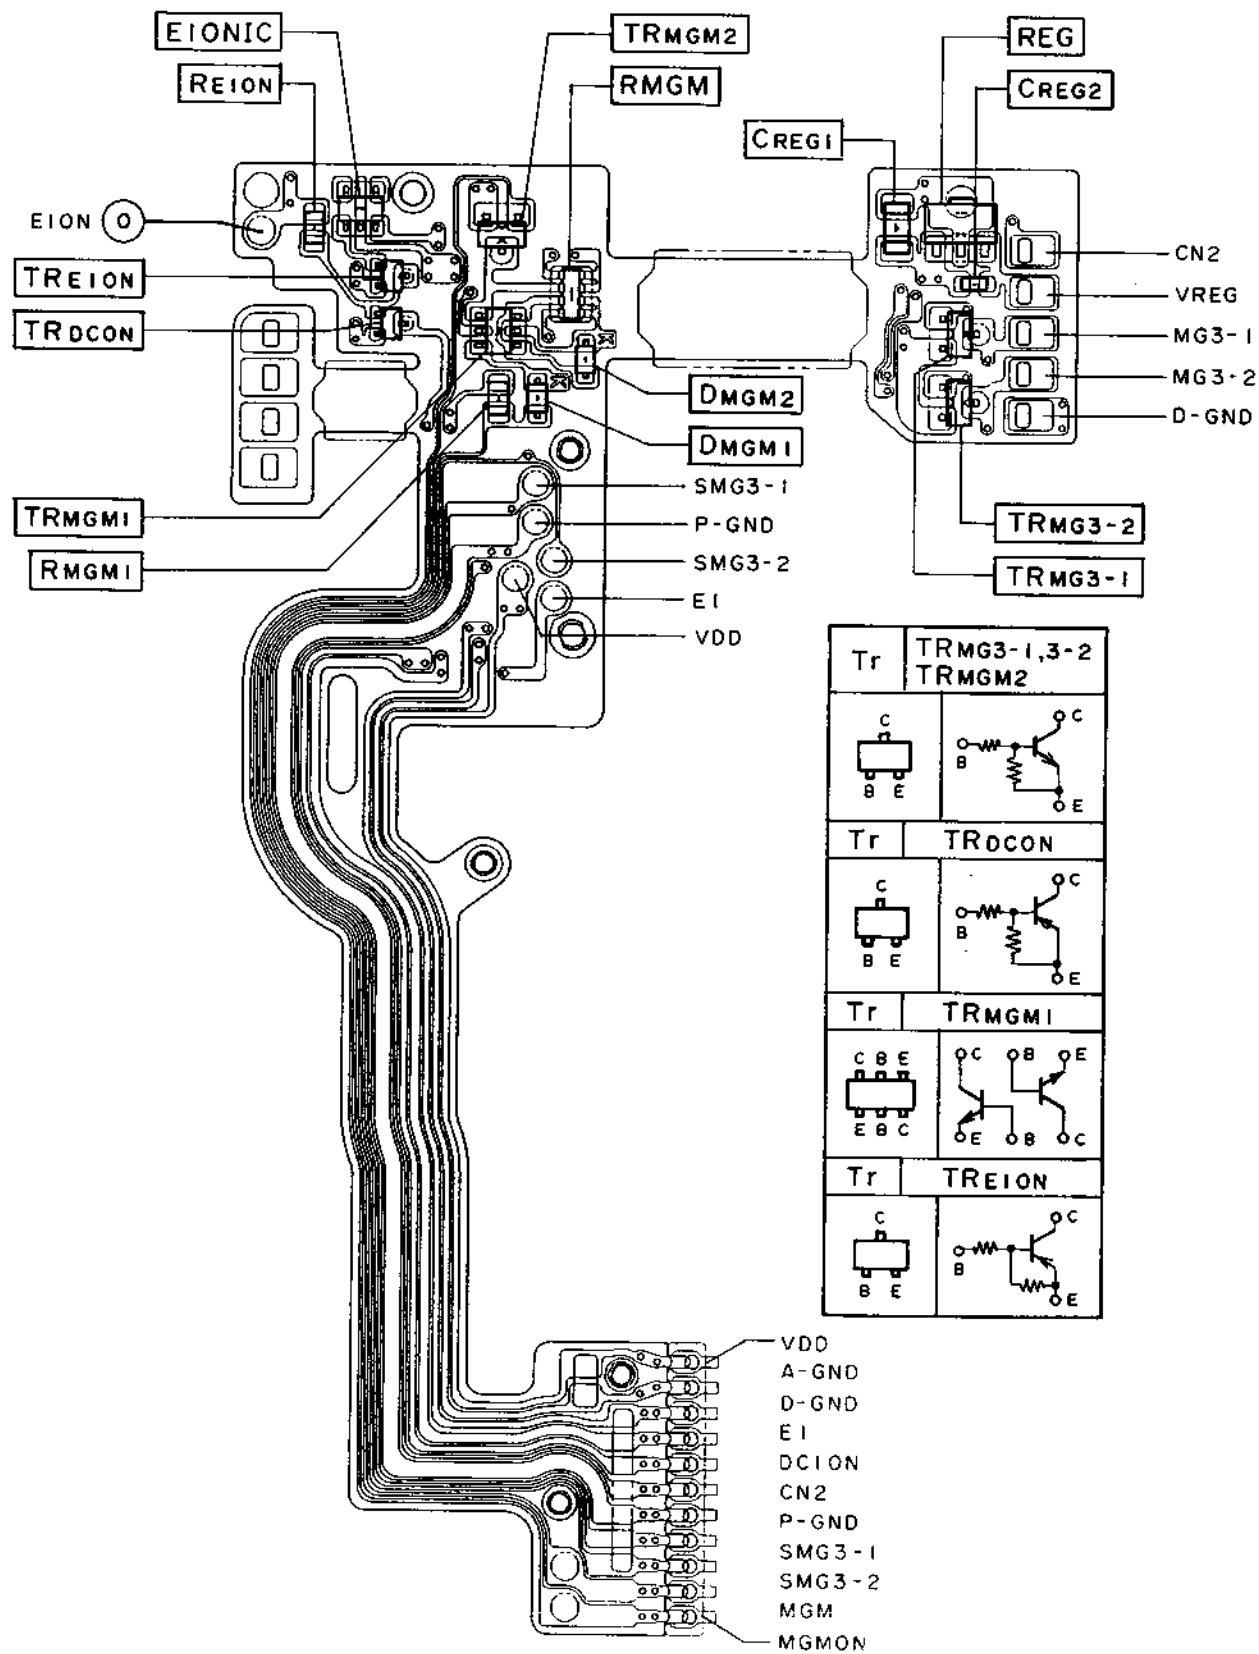 EIONIC
TRMGM2
REG
REION
RMGM
CREG2
CREG1
EION O
TREION
CN2
VREG
TRDCON
MG3-1
MG3-2
DMGM2
D-GND
DMGM1
SMG3-1
TRMGM1
P-GND
TRMG3-2
RMGM1
SMG3-2
TRMG3-1
E1
VDD
Tr TRMG3-1,3-2
TRMGM2
C
B E
C
B
E
Tr TRDCON
C
B E
C
B
E
Tr TRMGM1
C B E
E B C
C B E
E B C
Tr TREION
C
B E
C
B
E
VDD
A-GND
D-GND
E1
DCION
CN2
P-GND
SMG3-1
SMG3-2
MGM
MGMON